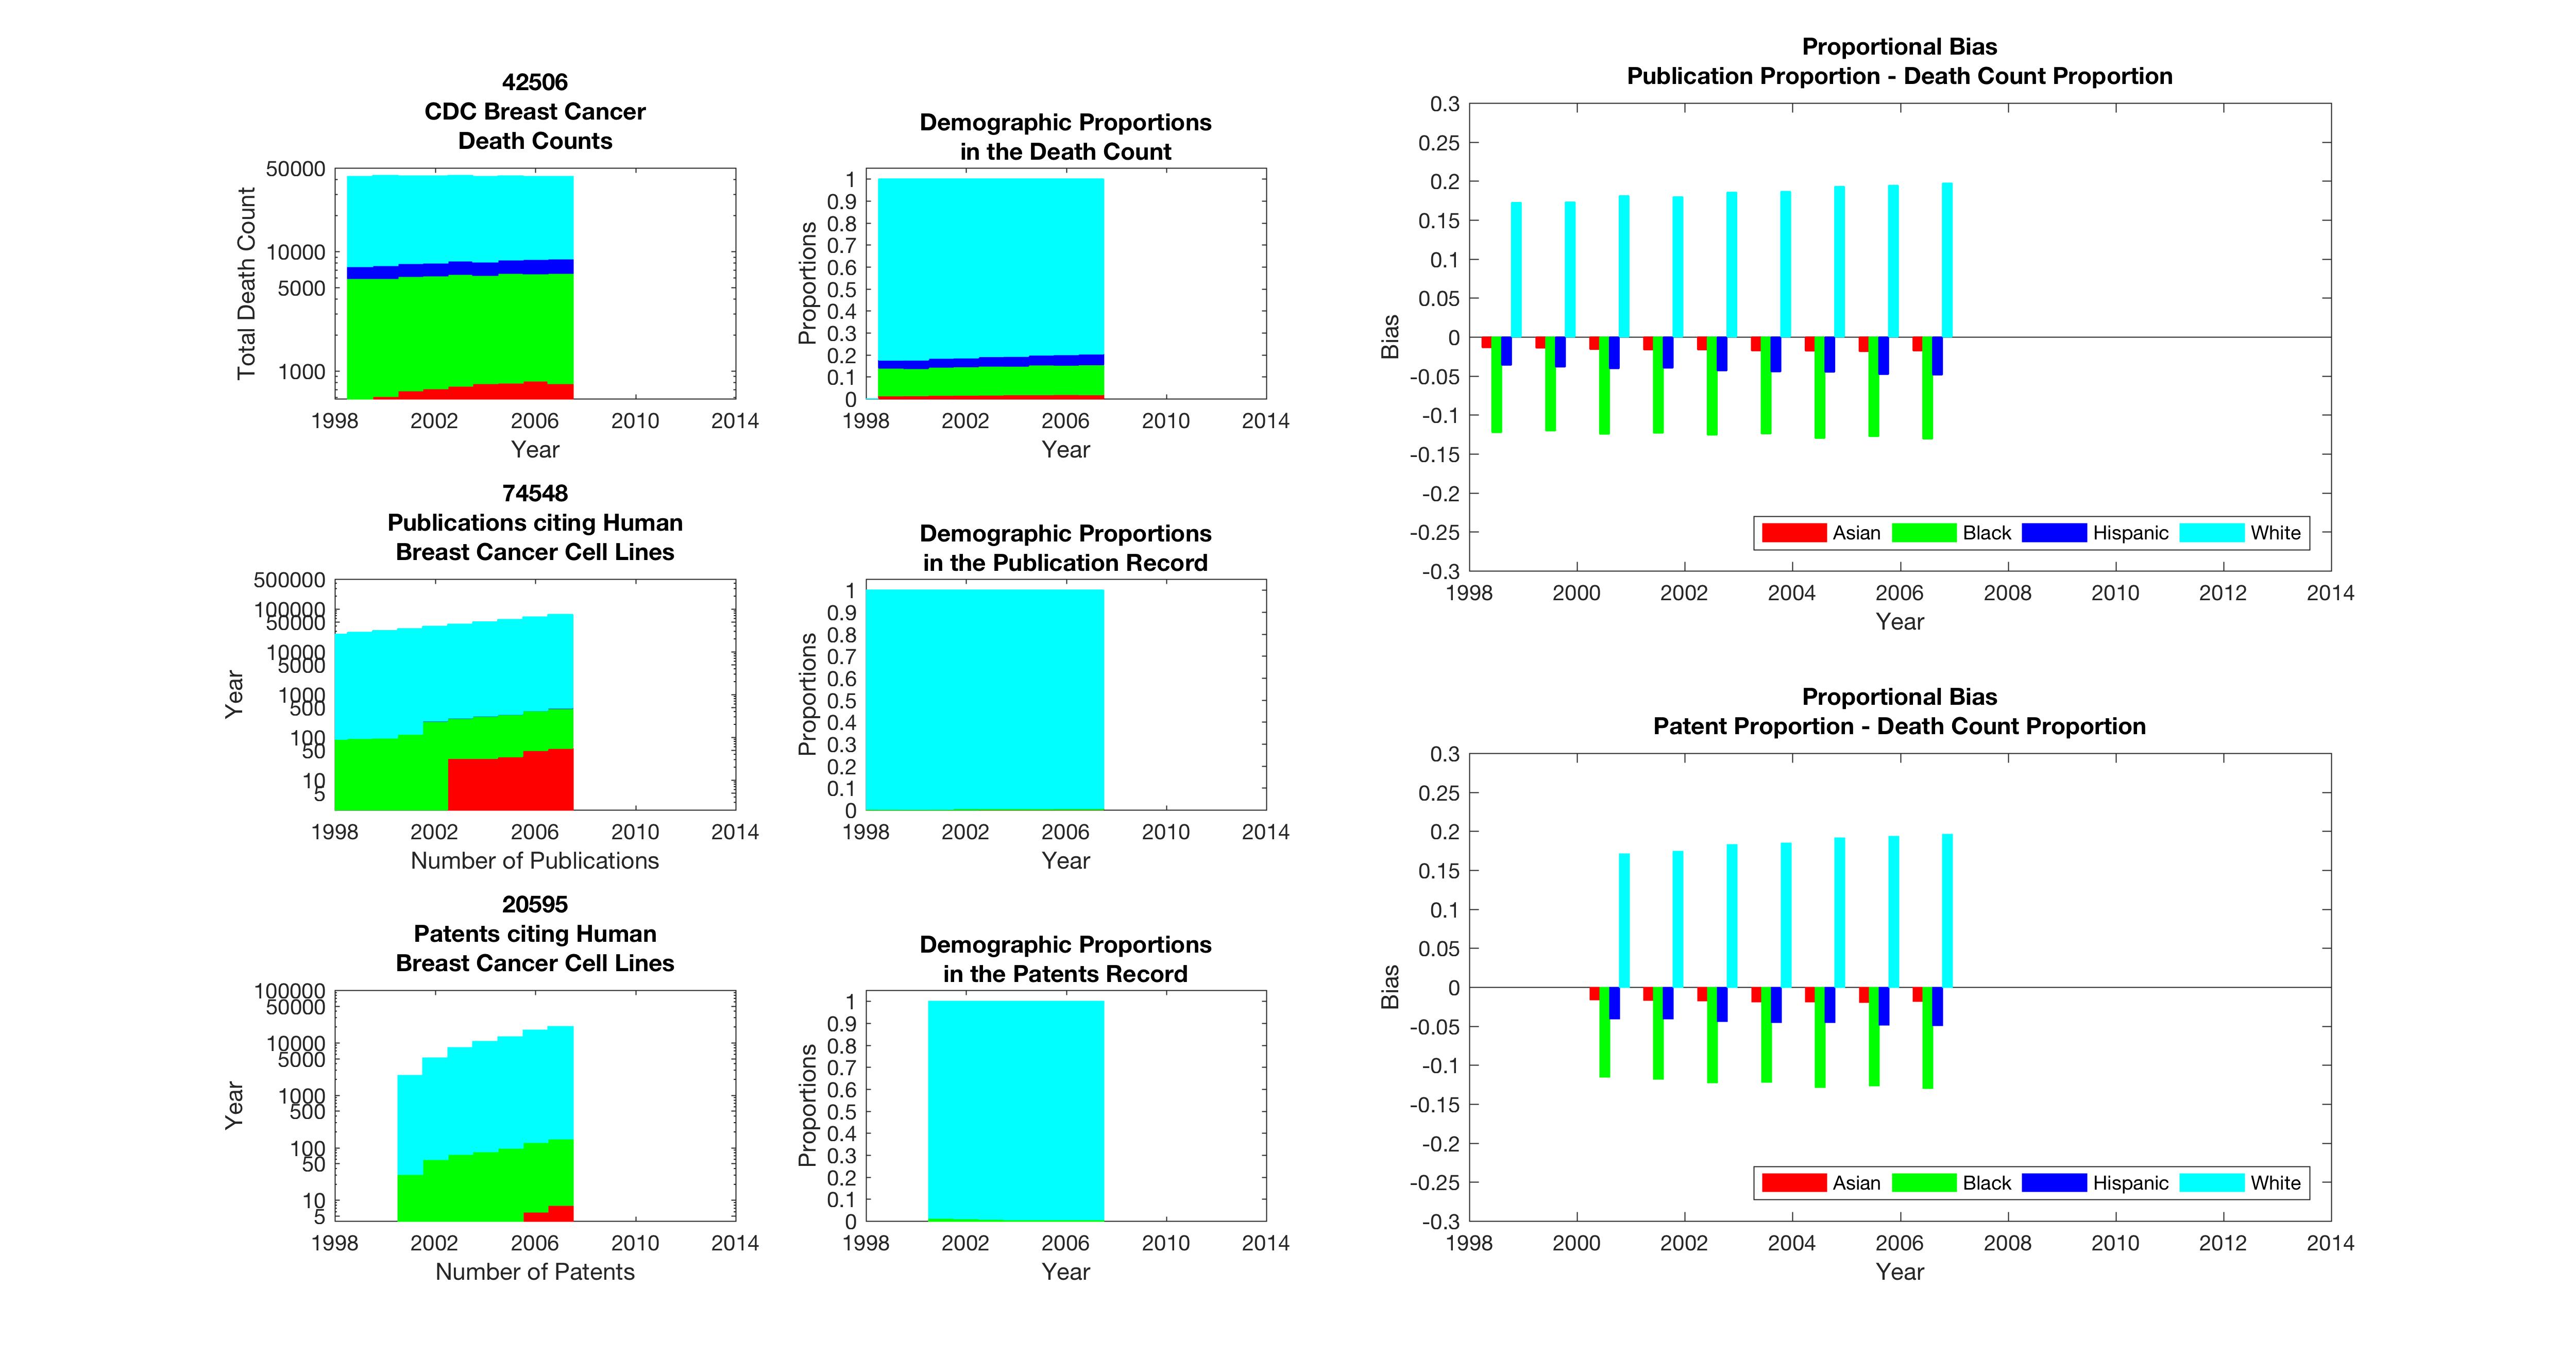 42506
CDC Breast Cancer
Death Counts
50000
10000
5000
1000
Total Death Count
1998 2002 2006 2010 2014
Year
Demographic Proportions
in the Death Count
1
0.9
0.8
0.7
0.6
0.5
0.4
0.3
0.2
0.1
0
Proportions
1998 2002 2006 2010 2014
Year
74548
Publications citing Human
Breast Cancer Cell Lines
500000
100000
50000
10000
5000
1000
500
100
50
10
5
Year
1998 2002 2006 2010 2014
Number of Publications
Demographic Proportions
in the Publication Record
1
0.9
0.8
0.7
0.6
0.5
0.4
0.3
0.2
0.1
0
Proportions
1998 2002 2006 2010 2014
Year
20595
Patents citing Human
Breast Cancer Cell Lines
100000
50000
10000
5000
1000
500
100
50
10
5
Year
1998 2002 2006 2010 2014
Number of Patents
Demographic Proportions
in the Patents Record
1
0.9
0.8
0.7
0.6
0.5
0.4
0.3
0.2
0.1
0
Proportions
1998 2002 2006 2010 2014
Year
Proportional Bias
Publication Proportion - Death Count Proportion
0.3
0.25
0.2
0.15
0.1
0.05
0
-0.05
-0.1
-0.15
-0.2
-0.25
-0.3
Bias
Asian Black Hispanic White
1998 2000 2002 2004 2006 2008 2010 2012 2014
Year
Proportional Bias
Patent Proportion - Death Count Proportion
0.3
0.25
0.2
0.15
0.1
0.05
0
-0.05
-0.1
-0.15
-0.2
-0.25
-0.3
Bias
Asian Black Hispanic White
1998 2000 2002 2004 2006 2008 2010 2012 2014
Year